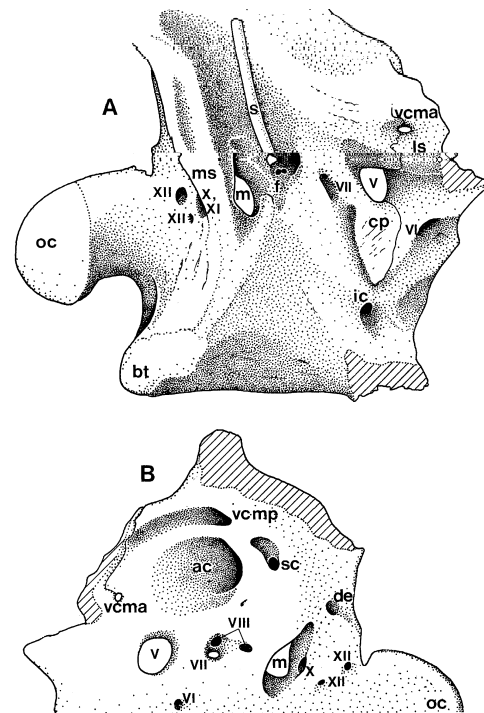 A
s
vcma
ls
ms
XII
X,
XI
m
f
VII
v
XII
cp
VI
oc
ic
bt
B
vcmp
ac
sc
vcma
de
VIII
v
VII
m
X
XII
XII
VI
oc